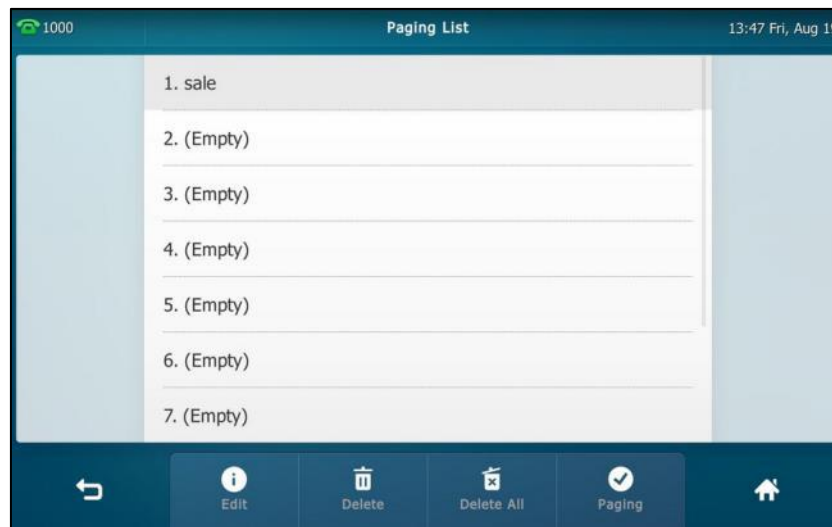 1000 Paging List 13:47 Fri, Aug 19
1. sale
2. (Empty)
3. (Empty)
4. (Empty)
5. (Empty)
6. (Empty)
7. (Empty)
Edit Delete Delete All Paging